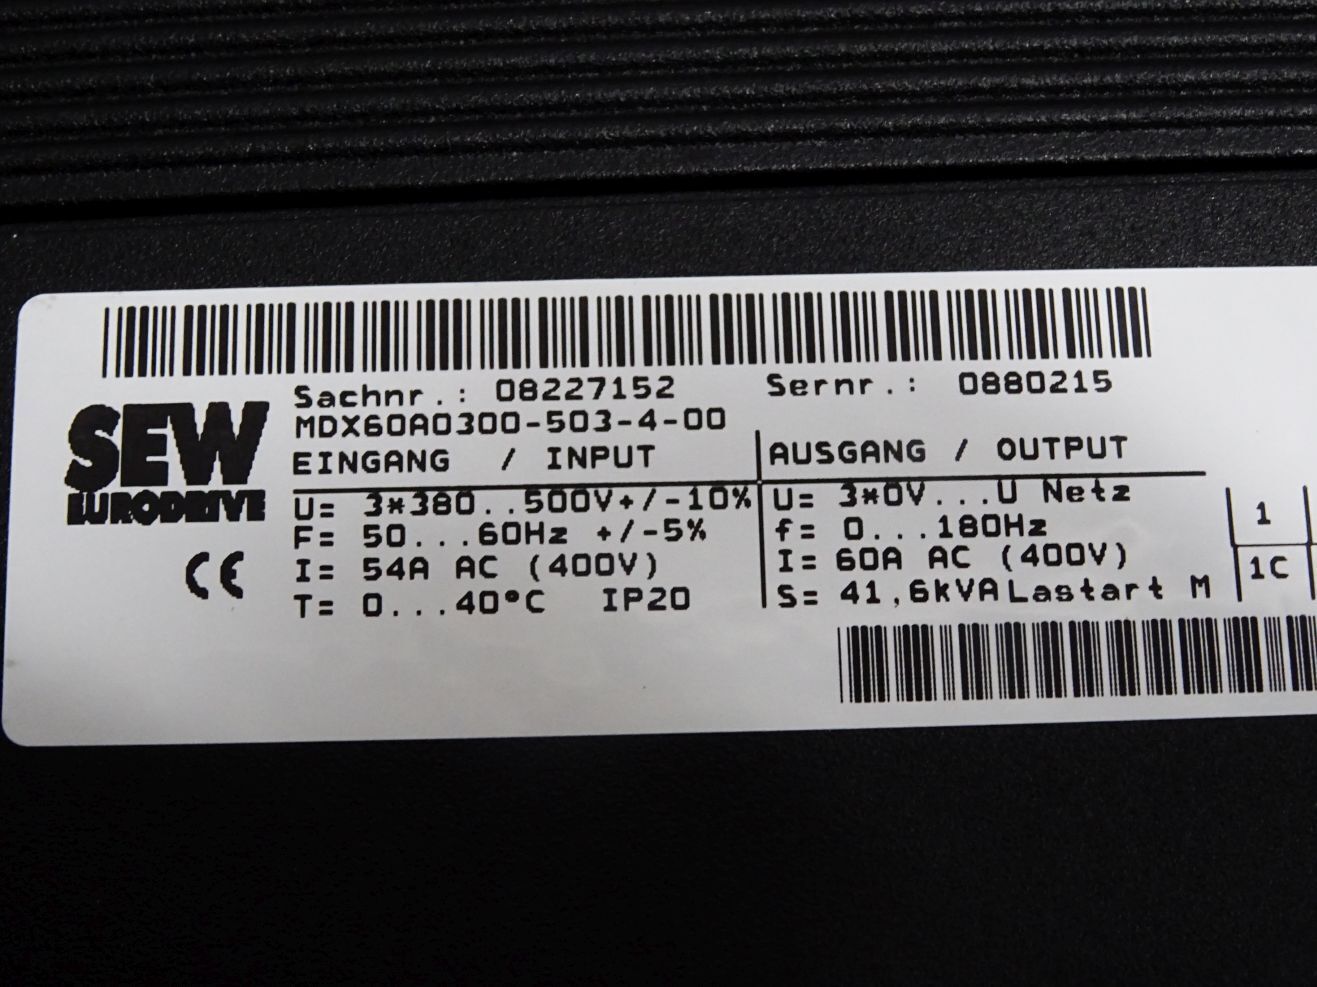 Sachnr.: 08227152 Sernr.: 0880215
MDX60A0300-503-4-00
SEW
EURODRIVE
CE
EINGANG / INPUT
U= 3*380..500V+/-10%
F= 50...60Hz +/-5%
I= 54A AC (400V)
T= 0...40°C IP20
AUSGANG / OUTPUT
U= 3*0V...U Netz
f= 0...180Hz
I= 60A AC (400V)
S= 41,6kVA Lastart M
1
1C